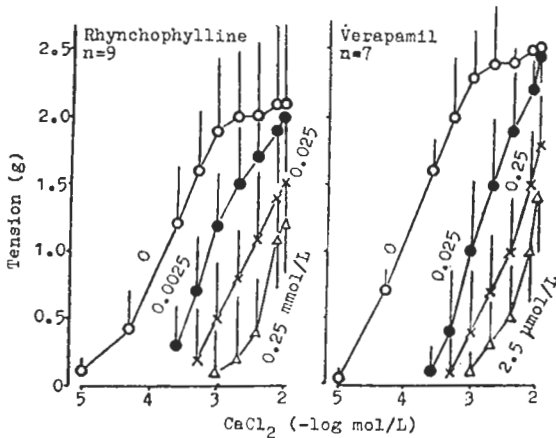 Rhynchophylline
n=9
Verapamil
n=7
Tension (g)
2.5
2.0
1.5
1.0
0.5
0
0
0.0025
0.025
0.25 mmol/L
0
0.025
0.25
2.5 μmol/L
5 4 3 2
5 4 3 2
CaCl₂ (-log mol/L)